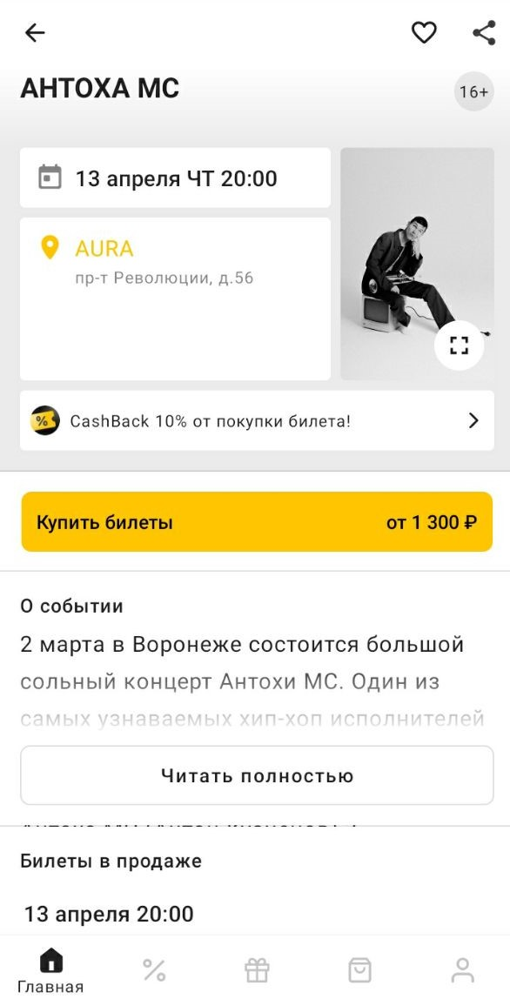 АНТОХА МС
16+
13 апреля ЧТ 20:00
AURA
пр-т Революции, д.56
%
CashBack 10% от покупки билета!
Купить билеты
от 1 300 ₽
О событии
2 марта в Воронеже состоится большой
сольный концерт Антохи МС. Один из
самых узнаваемых хип-хоп исполнителей
Читать полностью
Билеты в продаже
13 апреля 20:00
Главная